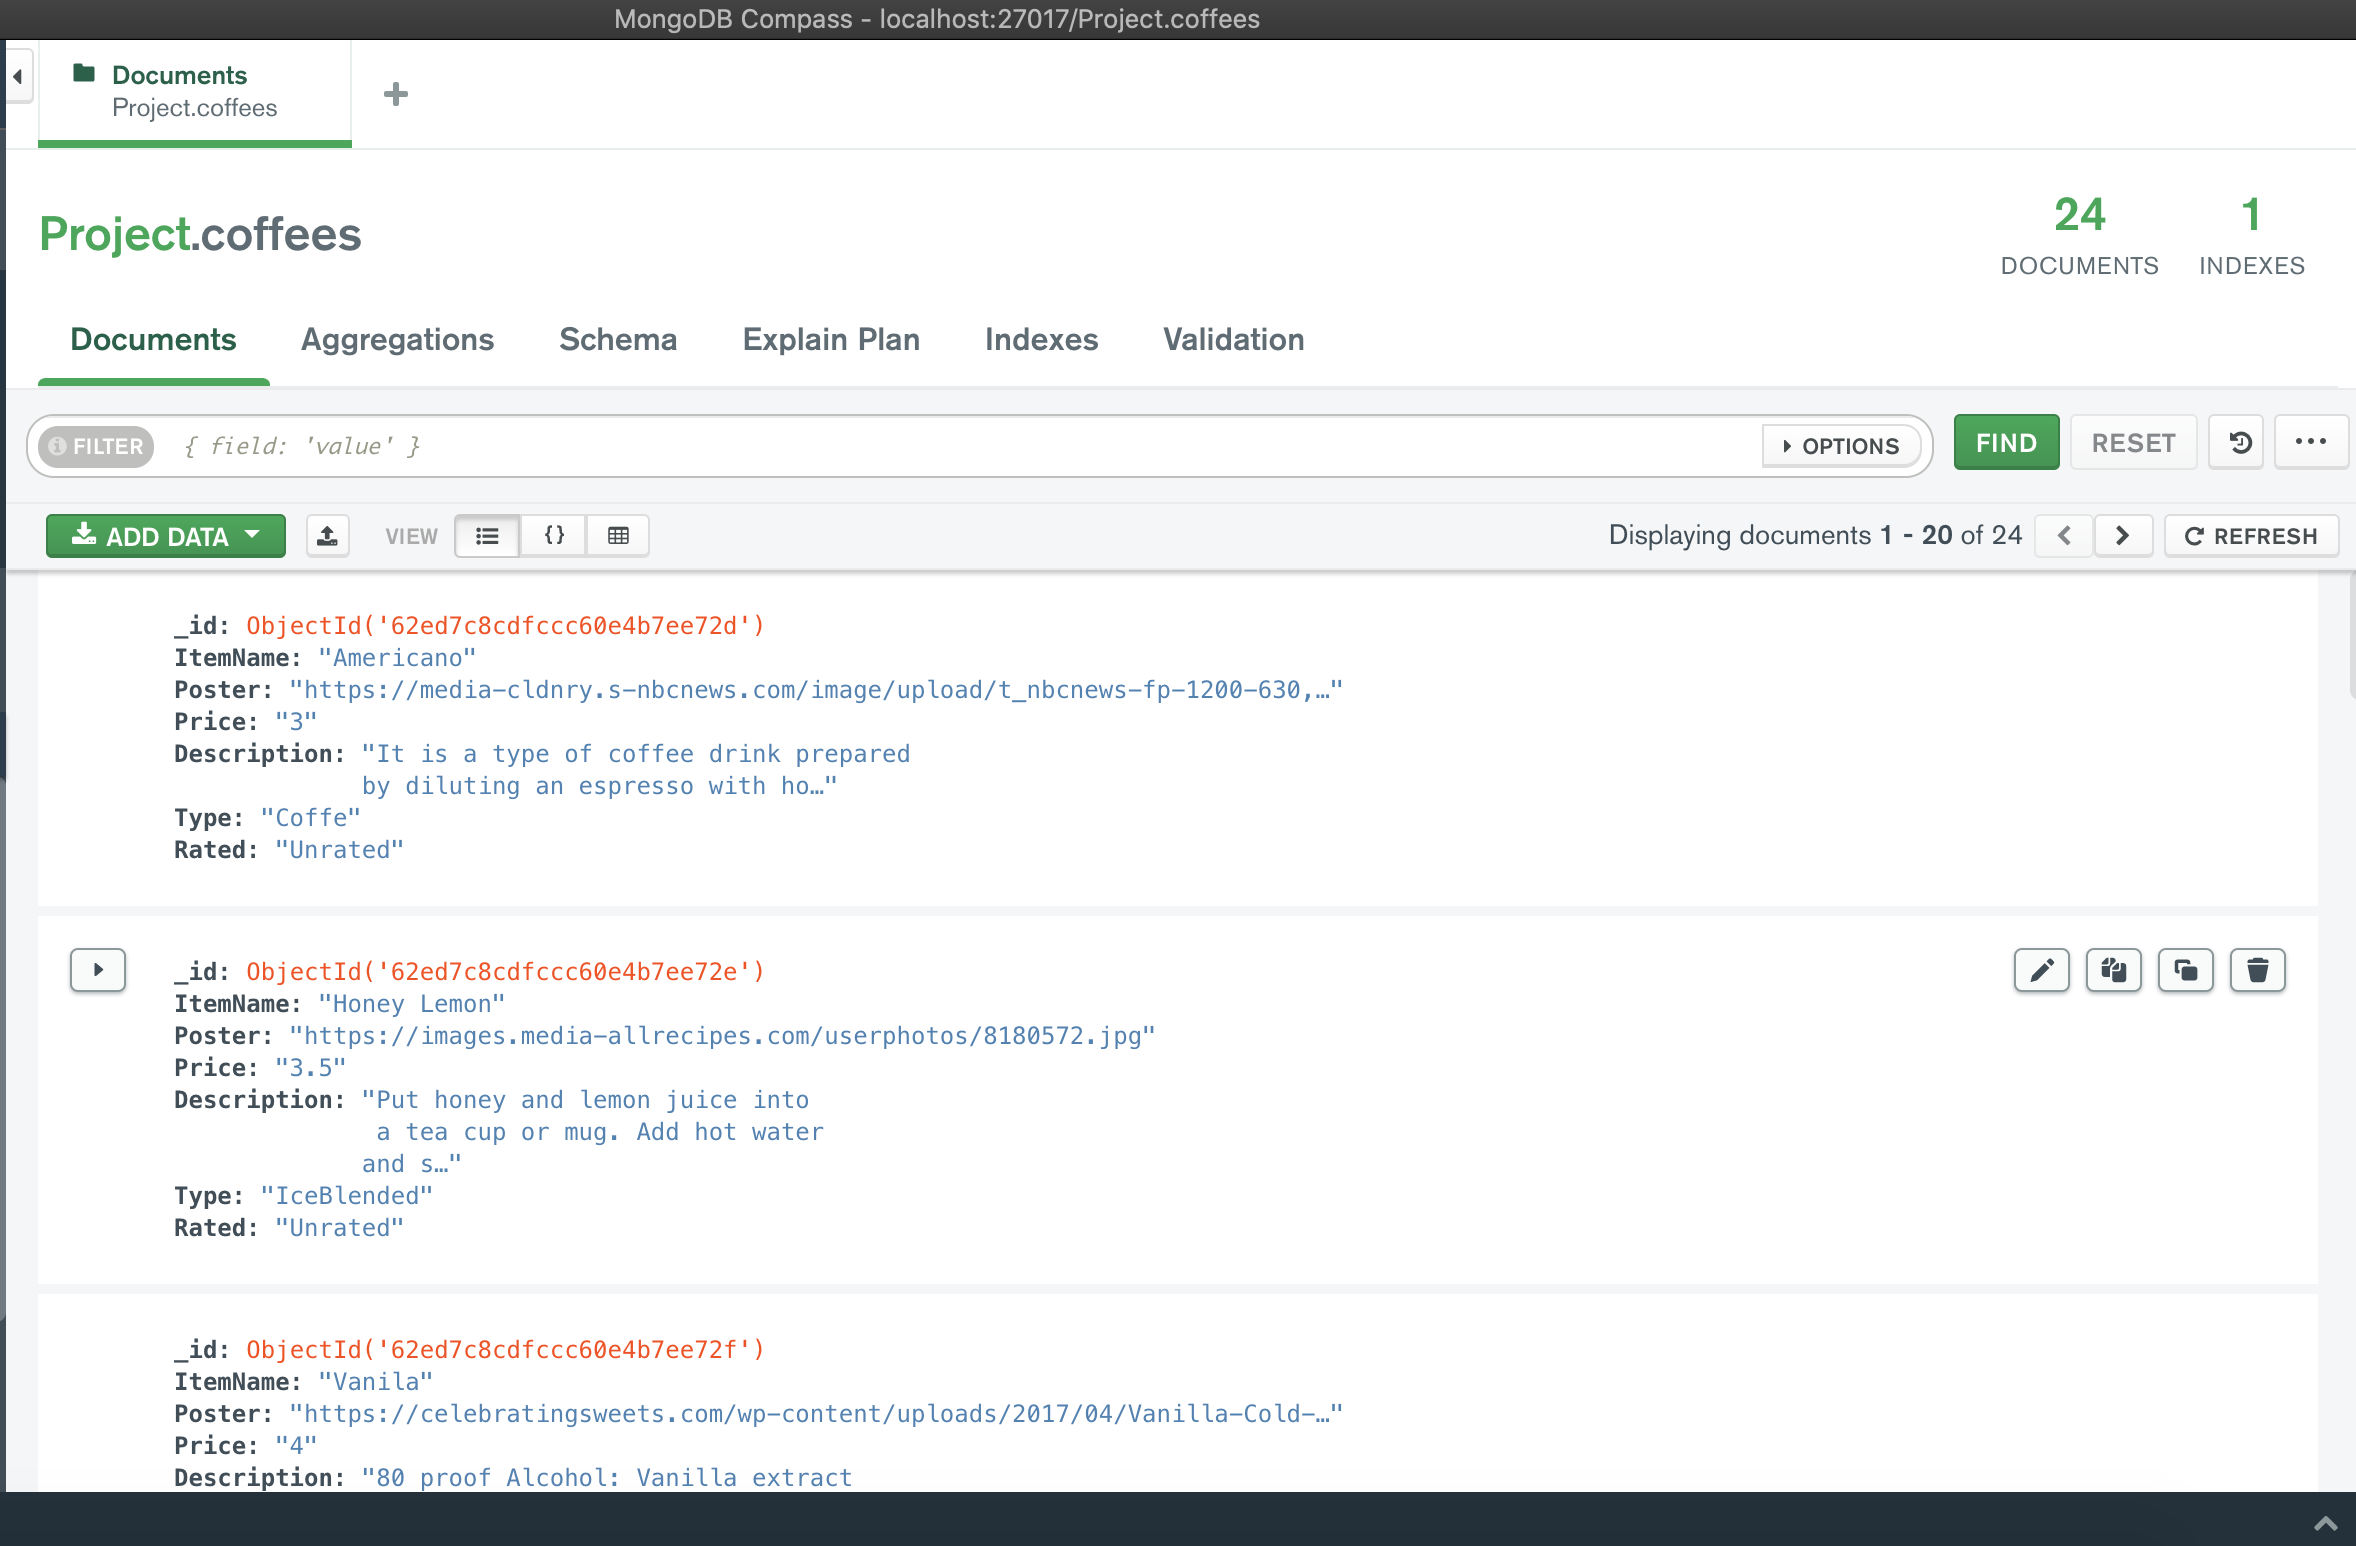 MongoDB Compass - localhost:27017/Project.coffees
Documents
Project.coffees
Project.coffees
24
DOCUMENTS
1
INDEXES
Documents Aggregations Schema Explain Plan Indexes Validation
FILTER { field: 'value' } OPTIONS FIND RESET
ADD DATA VIEW Displaying documents 1 - 20 of 24 REFRESH
_id: ObjectId('62ed7c8cdfccc60e4b7ee72d')
ItemName: "Americano"
Poster: "https://media-cldnry.s-nbcnews.com/image/upload/t_nbcnews-fp-1200-630,…"
Price: "3"
Description: "It is a type of coffee drink prepared
by diluting an espresso with ho…"
Type: "Coffe"
Rated: "Unrated"
_id: ObjectId('62ed7c8cdfccc60e4b7ee72e')
ItemName: "Honey Lemon"
Poster: "https://images.media-allrecipes.com/userphotos/8180572.jpg"
Price: "3.5"
Description: "Put honey and lemon juice into
a tea cup or mug. Add hot water
and s…"
Type: "IceBlended"
Rated: "Unrated"
_id: ObjectId('62ed7c8cdfccc60e4b7ee72f')
ItemName: "Vanila"
Poster: "https://celebratingsweets.com/wp-content/uploads/2017/04/Vanilla-Cold-…"
Price: "4"
Description: "80 proof Alcohol: Vanilla extract